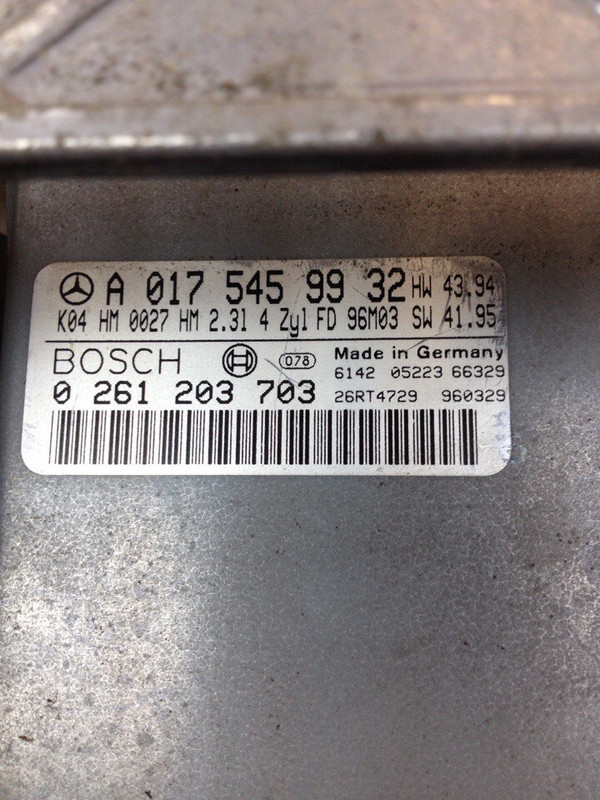 A 017 545 99 32 HW 43.94
K04 HM 0027 HM 2.3l 4 Zyl FD 96M03 SW 41.95
BOSCH 078 Made in Germany
6142 05223 66329
0 261 203 703 26RT4729 960329